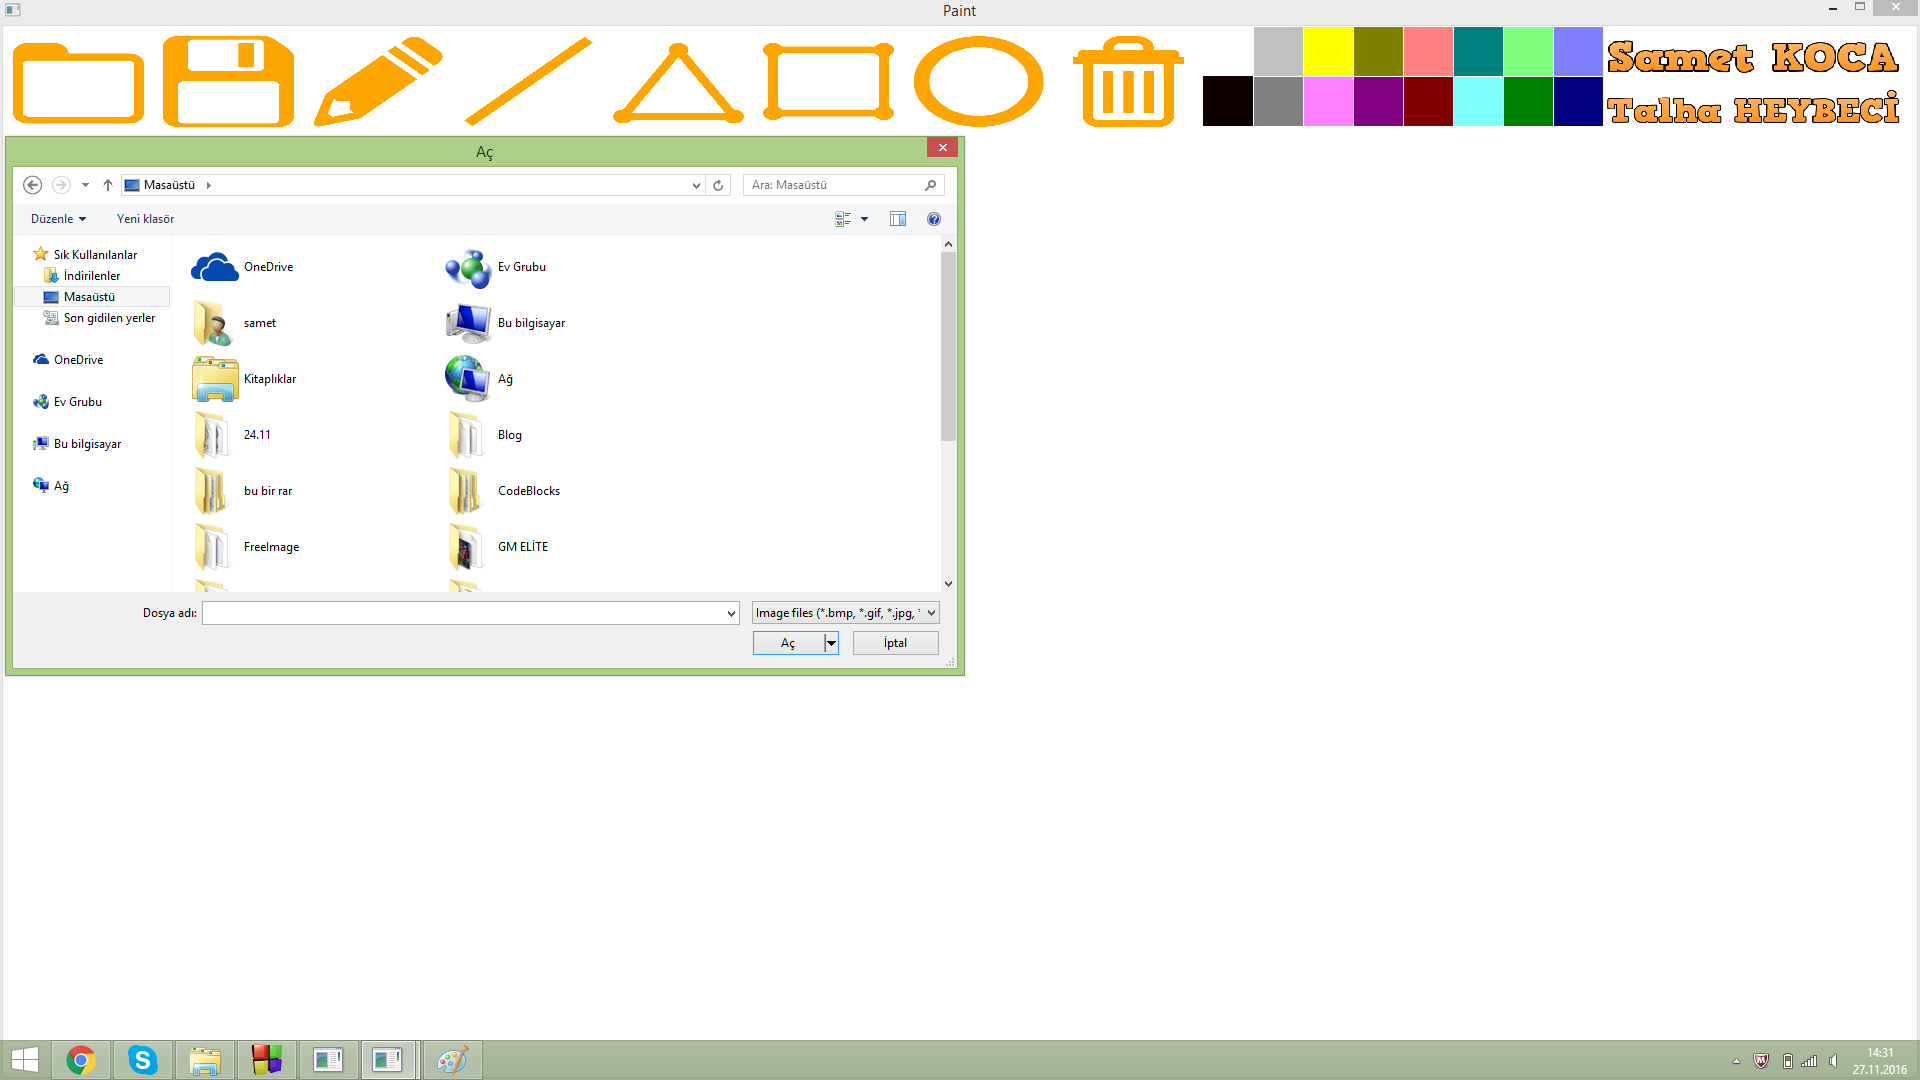 Paint
Samet KOCA
Talha HEYBECİ
Aç
Masaüstü
Ara: Masaüstü
Düzenle
Yeni klasör
Sık Kullanılanlar
İndirilenler
Masaüstü
Son gidilen yerler
OneDrive
Ev Grubu
Bu bilgisayar
Ağ
OneDrive
Ev Grubu
samet
Bu bilgisayar
Kitaplıklar
Ağ
24.11
Blog
bu bir rar
CodeBlocks
FreeImage
GM ELİTE
Dosya adı:
Image files (*.bmp, *.gif, *.jpg, *
Aç
İptal
14:31
27.11.2016